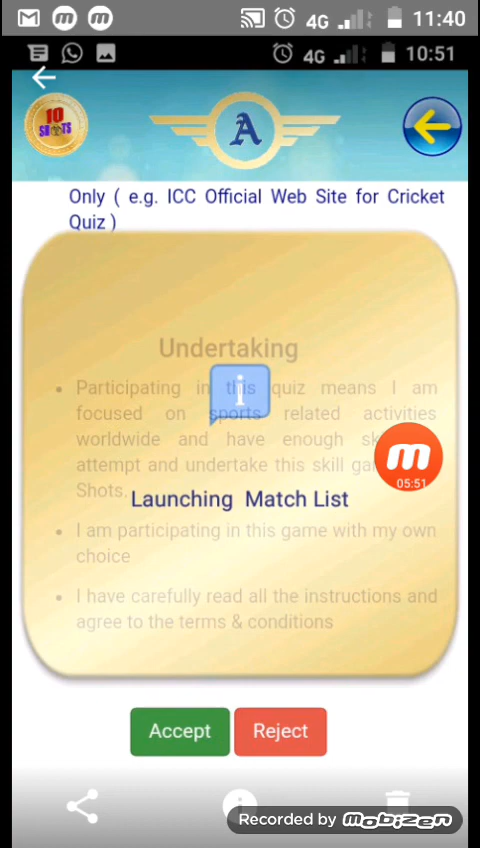 4G 11:40
4G 10:51
10
SHOTS
A
Only ( e.g. ICC Official Web Site for Cricket
Quiz )
Undertaking
• Participating in this quiz means I am
focused on sports related activities
worldwide and have enough
attempt and undertake this skill
Shots.
Launching Match List
05:51
• I am participating in this game with my own
choice
• I have carefully read all the instructions and
agree to the terms & conditions
Accept Reject
Recorded by mobizen